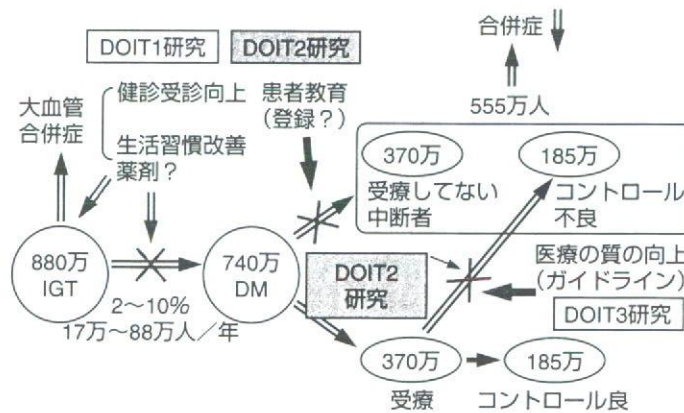 DOIT1研究
DOIT2研究
合併症
健診受診向上
患者教育
(登録?)
555万人
大血管
合併症
生活習慣改善
薬剤?
370万
185万
受療してない
中断者
コントロール
不良
880万
IGT
740万
DM
DOIT2
研究
医療の質の向上
(ガイドライン)
2〜10%
17万〜88万人/年
DOIT3研究
370万
185万
受療
コントロール良